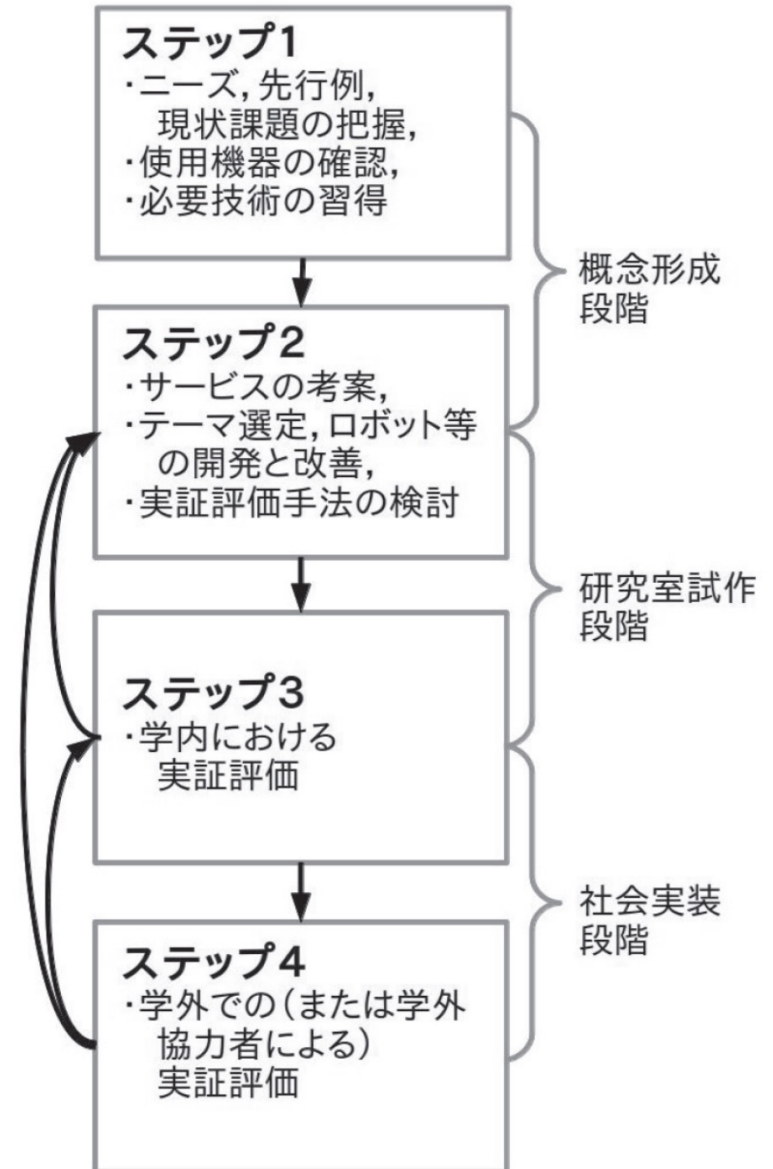 ステップ1
・ニーズ，先行例，
現状課題の把握，
・使用機器の確認，
・必要技術の習得
概念形成
段階
ステップ2
・サービスの考案，
・テーマ選定，ロボット等
の開発と改善，
・実証評価手法の検討
研究室試作
段階
ステップ3
・学内における
実証評価
社会実装
段階
ステップ4
・学外での（または学外
協力者による）
実証評価